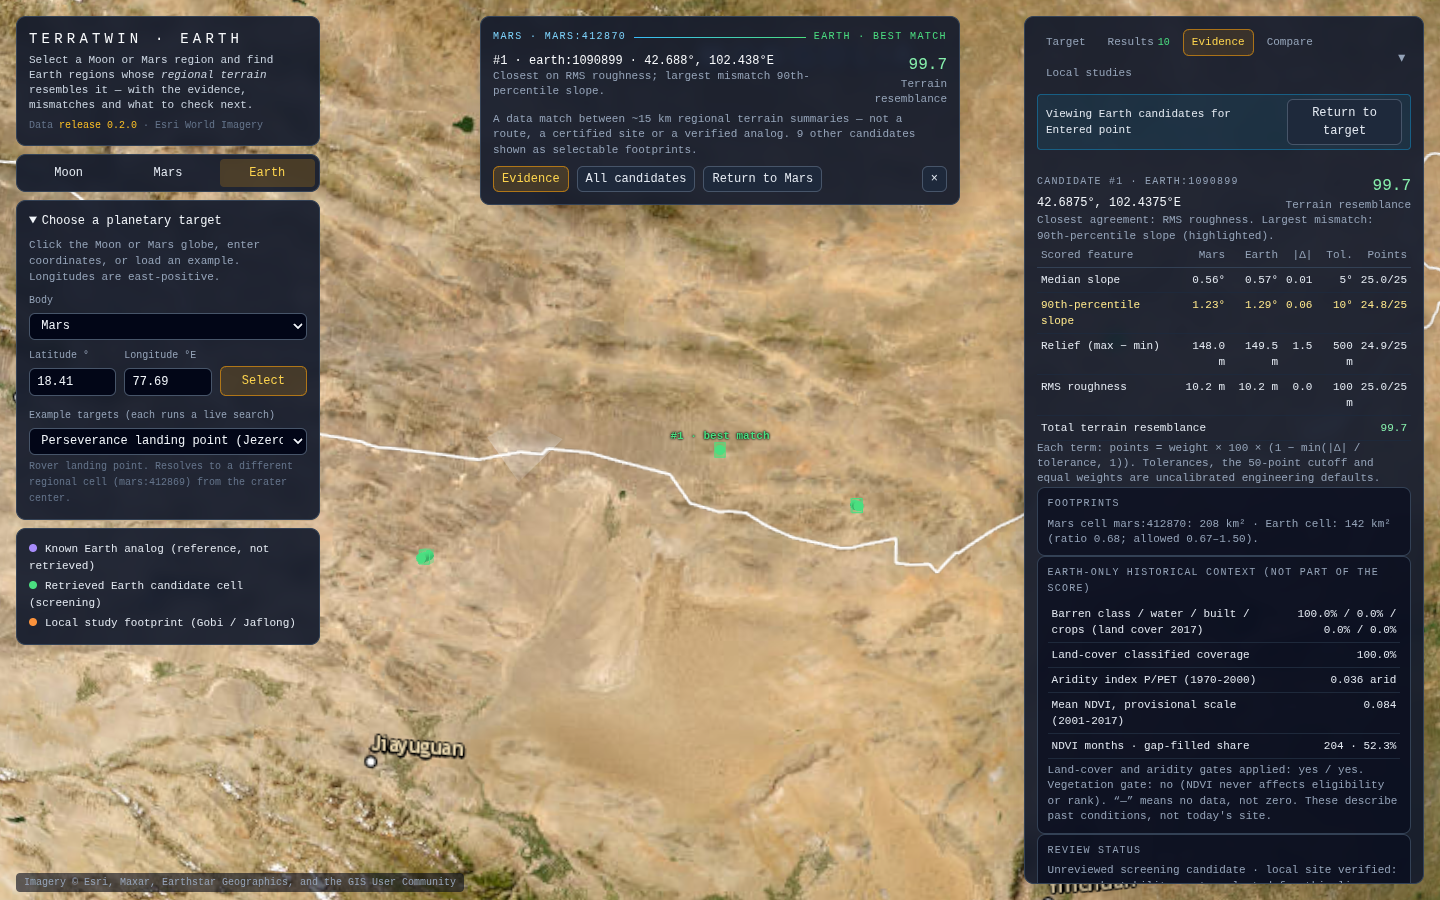 TERRATWIN · EARTH
Select a Moon or Mars region and find
Earth regions whose regional terrain
resembles it — with the evidence,
mismatches and what to check next.
Data release 0.2.0 · Esri World Imagery
Moon Mars Earth
▼ Choose a planetary target
Click the Moon or Mars globe, enter
coordinates, or load an example.
Longitudes are east-positive.
Body
Mars
Latitude ° Longitude °E
18.41 77.69 Select
Example targets (each runs a live search)
Perseverance landing point (Jezero
Rover landing point. Resolves to a different
regional cell (mars:412869) from the crater
center.
Known Earth analog (reference, not
retrieved)
Retrieved Earth candidate cell
(screening)
Local study footprint (Gobi / Jaflong)
MARS · MARS:412870 EARTH · BEST MATCH
#1 · earth:1090899 · 42.688°, 102.438°E 99.7
Closest on RMS roughness; largest mismatch 90th-
percentile slope.
Terrain
resemblance
A data match between ~15 km regional terrain summaries — not a
route, a certified site or a verified analog. 9 other candidates
shown as selectable footprints.
Evidence All candidates Return to Mars ×
#1 · best match
Jiayuguan
Imagery © Esri, Maxar, Earthstar Geographics, and the GIS User Community
Target Results 10 Evidence Compare
▼
Local studies
Viewing Earth candidates for
Entered point
Return to
target
CANDIDATE #1 · EARTH:1090899 99.7
42.6875°, 102.4375°E Terrain resemblance
Closest agreement: RMS roughness. Largest mismatch:
90th-percentile slope (highlighted).
Scored feature Mars Earth |Δ| Tol. Points
Median slope 0.56° 0.57° 0.01 5° 25.0/25
90th-percentile 1.23° 1.29° 0.06 10° 24.8/25
slope
Relief (max − min) 148.0 149.5 1.5 500 24.9/25
m m m
RMS roughness 10.2 m 10.2 m 0.0 100 25.0/25
m
Total terrain resemblance 99.7
Each term: points = weight × 100 × (1 − min(|Δ| /
tolerance, 1)). Tolerances, the 50-point cutoff and
equal weights are uncalibrated engineering defaults.
FOOTPRINTS
Mars cell mars:412870: 208 km² · Earth cell: 142 km²
(ratio 0.68; allowed 0.67–1.50).
EARTH-ONLY HISTORICAL CONTEXT (NOT PART OF THE
SCORE)
Barren class / water / built / 100.0% / 0.0% /
crops (land cover 2017) 0.0% / 0.0%
Land-cover classified coverage 100.0%
Aridity index P/PET (1970-2000) 0.036 arid
Mean NDVI, provisional scale 0.084
(2001-2017)
NDVI months · gap-filled share 204 · 52.3%
Land-cover and aridity gates applied: yes / yes.
Vegetation gate: no (NDVI never affects eligibility
or rank). “—” means no data, not zero. These describe
past conditions, not today's site.
REVIEW STATUS
Unreviewed screening candidate · local site verified: